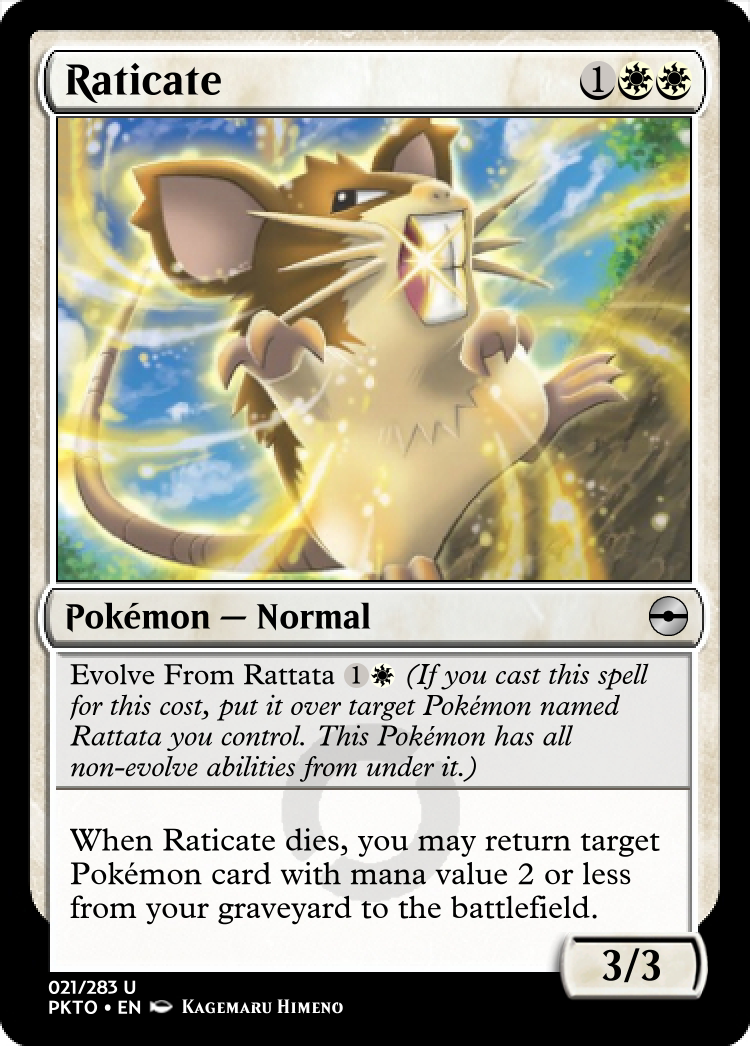 Raticate 1
Pokémon — Normal
Evolve From Rattata 1 (If you cast this spell
for this cost, put it over target Pokémon named
Rattata you control. This Pokémon has all
non-evolve abilities from under it.)
When Raticate dies, you may return target
Pokémon card with mana value 2 or less
from your graveyard to the battlefield.
3/3
021/283 U
PKTO • EN Kagemaru Himeno